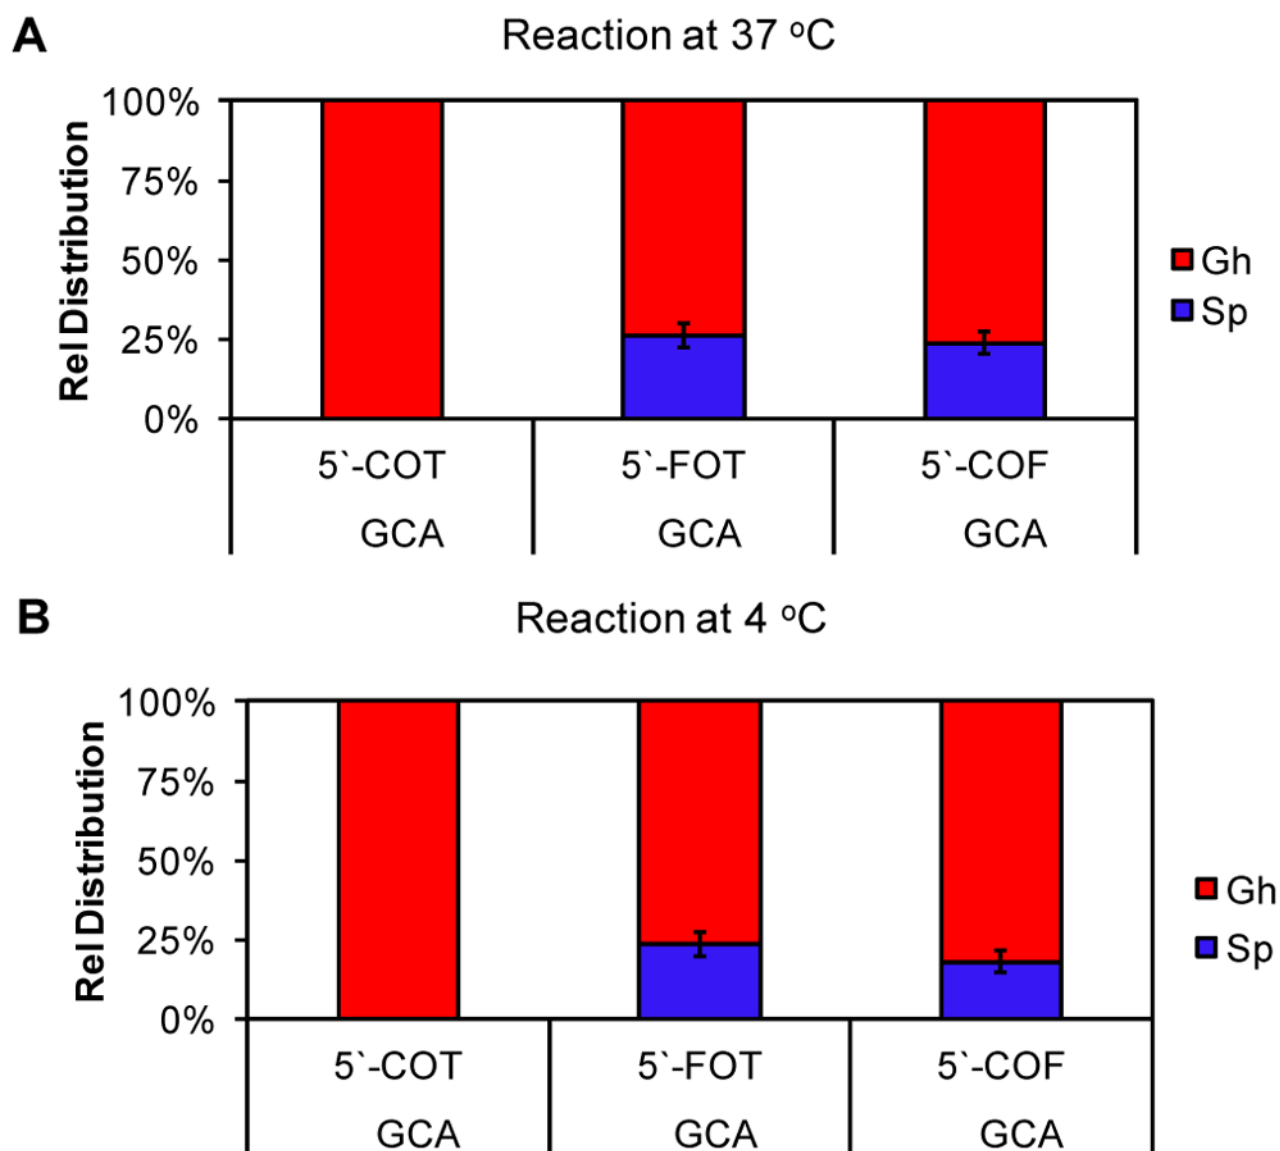 A
Reaction at 37 ºC
100%
75%
50%
25%
0%
Rel Distribution
Gh
Sp
5`-COT
GCA
5`-FOT
GCA
5`-COF
GCA
B
Reaction at 4 ºC
100%
75%
50%
25%
0%
Rel Distribution
Gh
Sp
5`-COT
GCA
5`-FOT
GCA
5`-COF
GCA